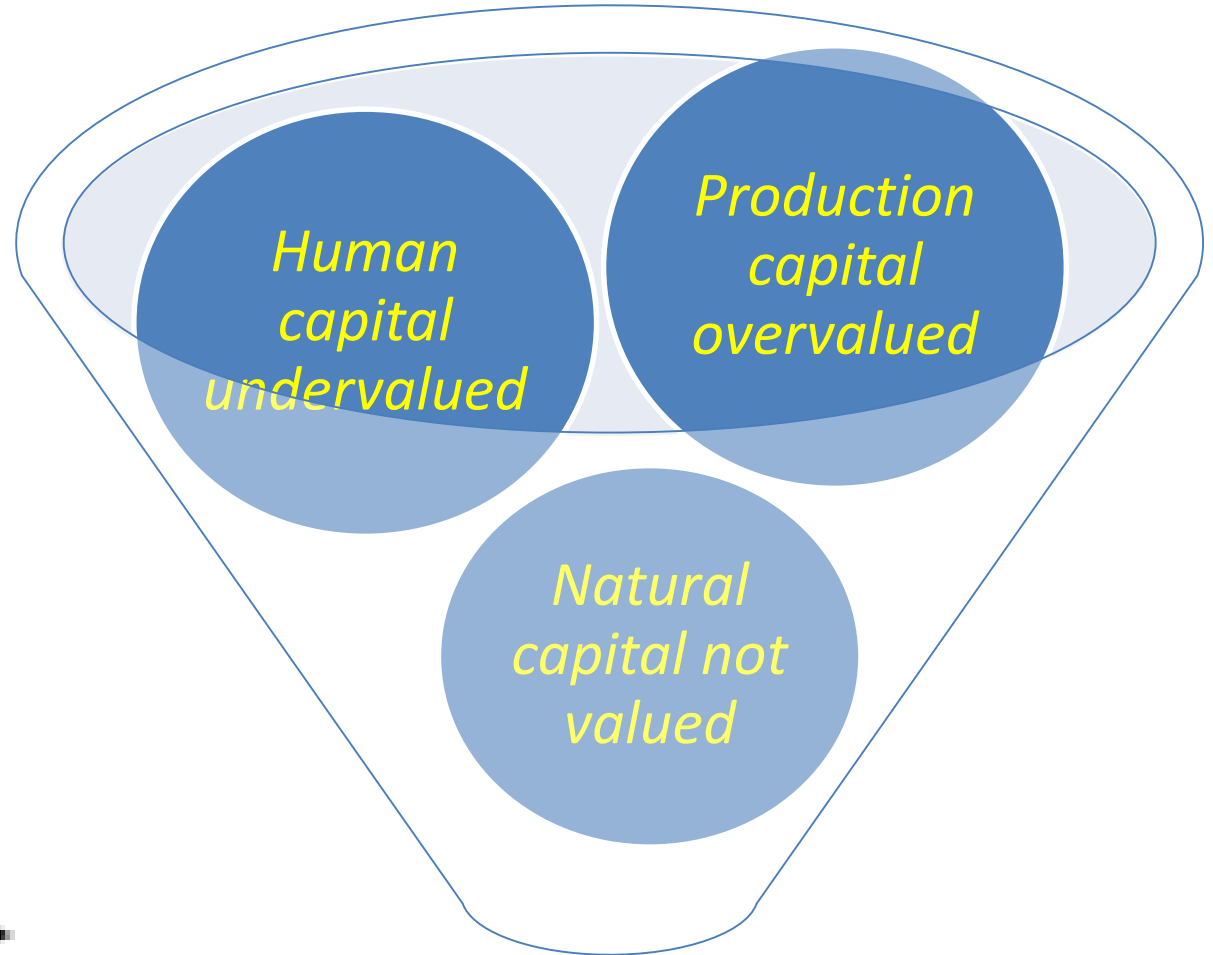 Human
capital
undervalued
Production
capital
overvalued
Natural
capital not
valued